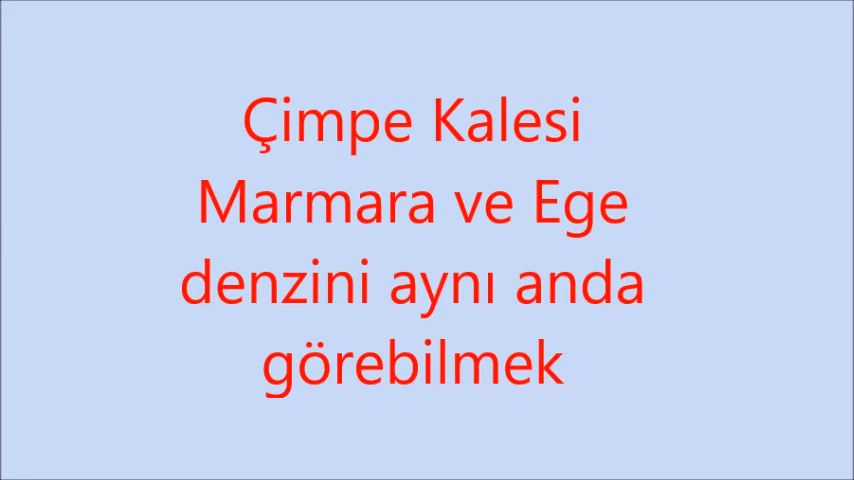 Çimpe Kalesi
Marmara ve Ege
denzini aynı anda
görebilmek